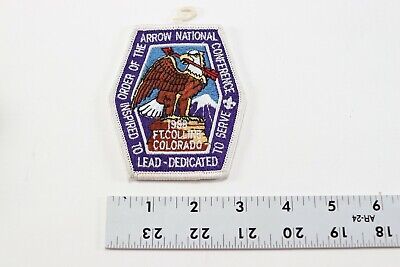 ORDER OF THE ARROW NATIONAL CONFERENCE
INSPIRED TO LEAD - DEDICATED TO SERVE
1988
FT. COLLINS
COLORADO
1 2 3 4 5 6
AR-24
23 22 21 20 19 18